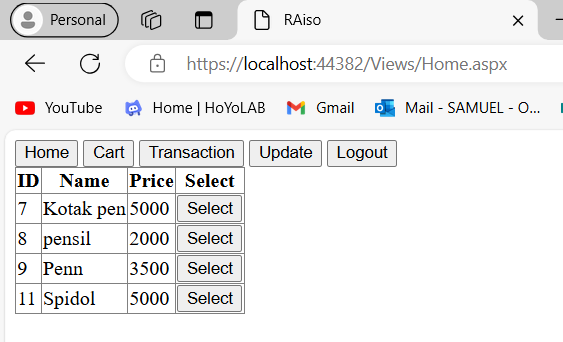 Personal RAiso
https://localhost:44382/Views/Home.aspx
YouTube Home | HoYoLAB Gmail Mail - SAMUEL - O...
Home Cart Transaction Update Logout
ID Name Price Select
7 Kotak pen 5000 Select
8 pensil 2000 Select
9 Penn 3500 Select
11 Spidol 5000 Select